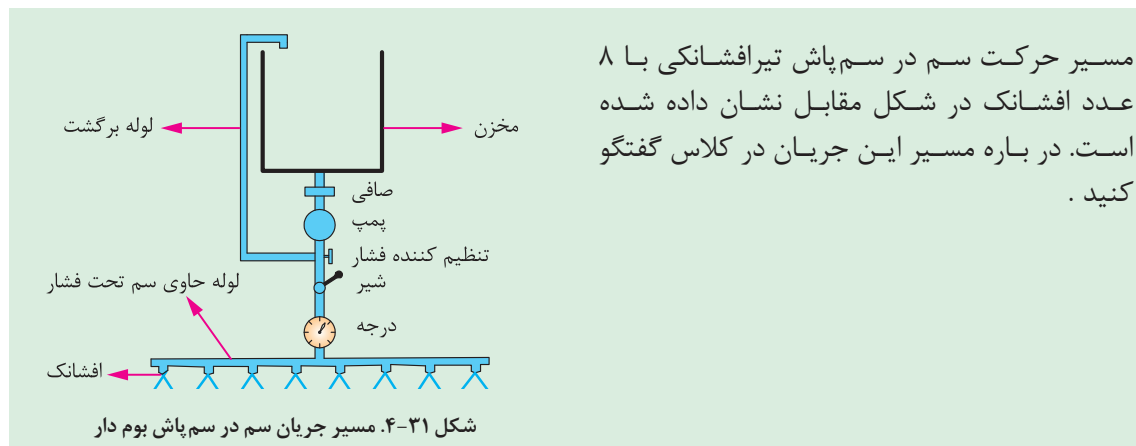 مسیر حرکت سم در سم‌پاش تیرافشانکی با ۸
عدد افشانک در شکل مقابل نشان داده شده
است. در باره مسیر این جریان در کلاس گفتگو
کنید .
مخزن
لوله برگشت
صافی
پمپ
تنظیم کننده فشار
شیر
لوله حاوی سم تحت فشار
درجه
افشانک
شکل ۳۱-۴. مسیر جریان سم در سم‌پاش بوم دار